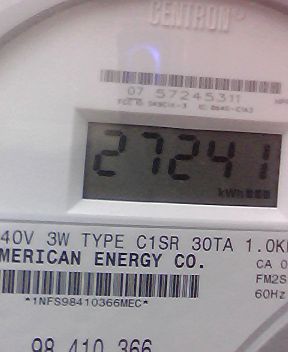 CENTRON®
07 57245311
27241
kWh
40V 3W TYPE C1SR 30TA 1.0K
MERICAN ENERGY CO.
CA 0
FM2S
60Hz
*1NFS98410366MEC*
98 410 366